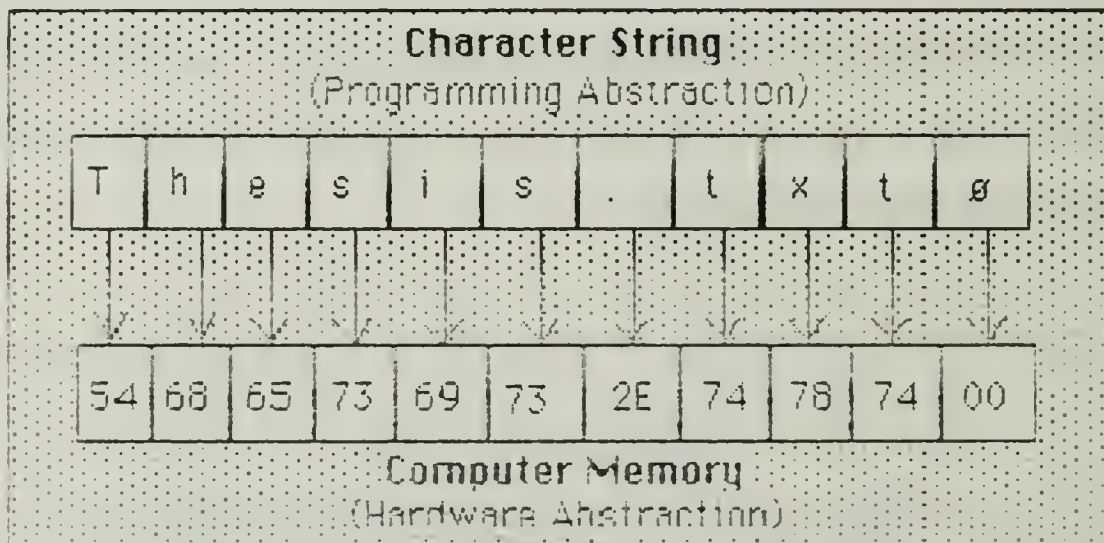 Character String
(Programming Abstraction)
T h e s i s . t x t ø
54 68 65 73 69 73 2E 74 78 74 00
Computer Memory
(Hardware Abstraction)